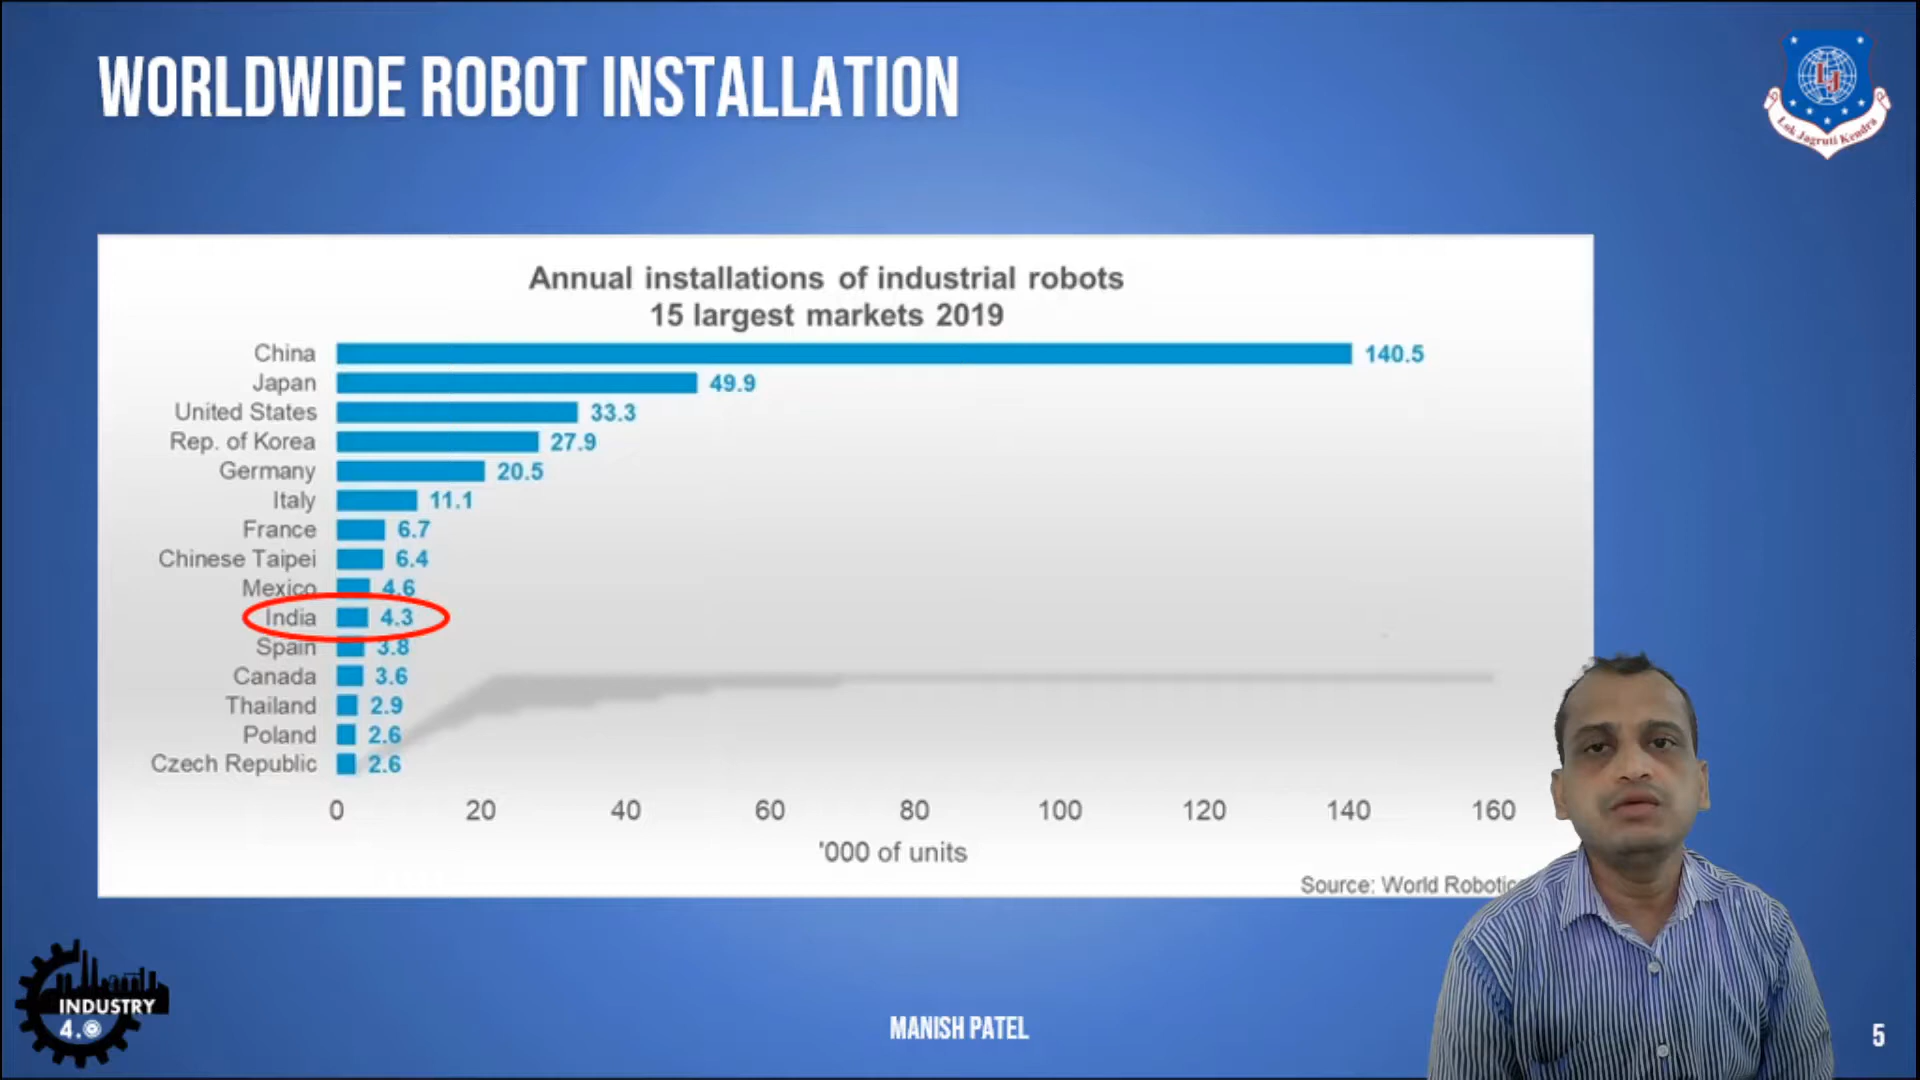 WORLDWIDE ROBOT INSTALLATION
LJ
Lok Jagruti Kendra
Annual installations of industrial robots
15 largest markets 2019
China 140.5
Japan 49.9
United States 33.3
Rep. of Korea 27.9
Germany 20.5
Italy 11.1
France 6.7
Chinese Taipei 6.4
Mexico 4.6
India 4.3
Spain 3.8
Canada 3.6
Thailand 2.9
Poland 2.6
Czech Republic 2.6
0 20 40 60 80 100 120 140 160
'000 of units
Source: World Robotic
INDUSTRY
4.0
MANISH PATEL
5